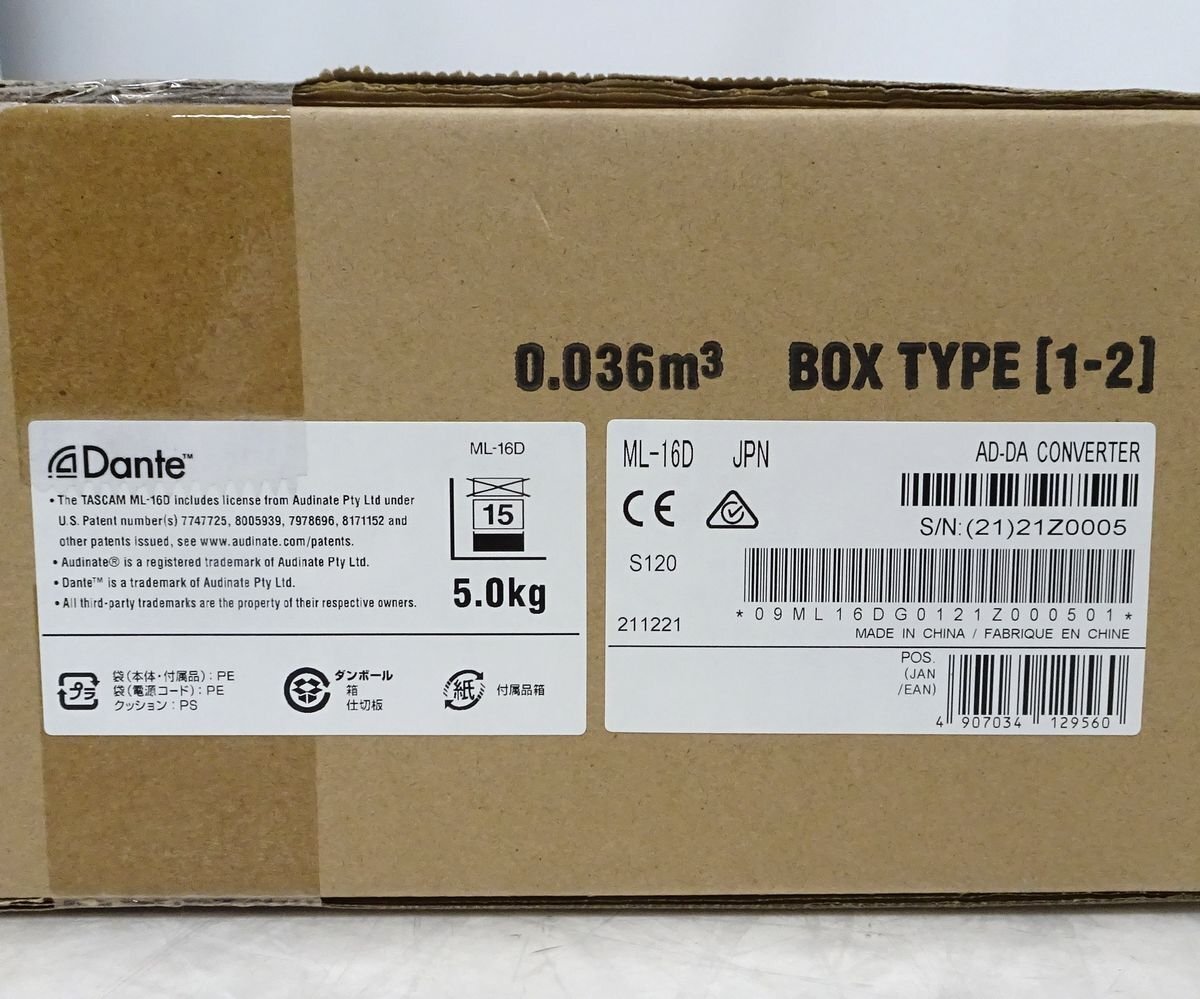 0.036m³ BOX TYPE [1-2]
Dante™
ML-16D
• The TASCAM ML-16D includes license from Audinate Pty Ltd under
U.S. Patent number(s) 7747725, 8005939, 7978696, 8171152 and
other patents issued, see www.audinate.com/patents.
• Audinate® is a registered trademark of Audinate Pty Ltd.
• Dante™ is a trademark of Audinate Pty Ltd.
• All third-party trademarks are the property of their respective owners.
15
5.0kg
プラ
袋(本体・付属品):PE
袋(電源コード):PE
クッション:PS
ダンボール
箱
仕切板
紙
付属品箱
ML-16D JPN AD-DA CONVERTER
CE
S/N:(21)21Z0005
S120
*09ML16DG0121Z000501*
211221
MADE IN CHINA / FABRIQUE EN CHINE
POS.
(JAN
/EAN)
4 907034 129560